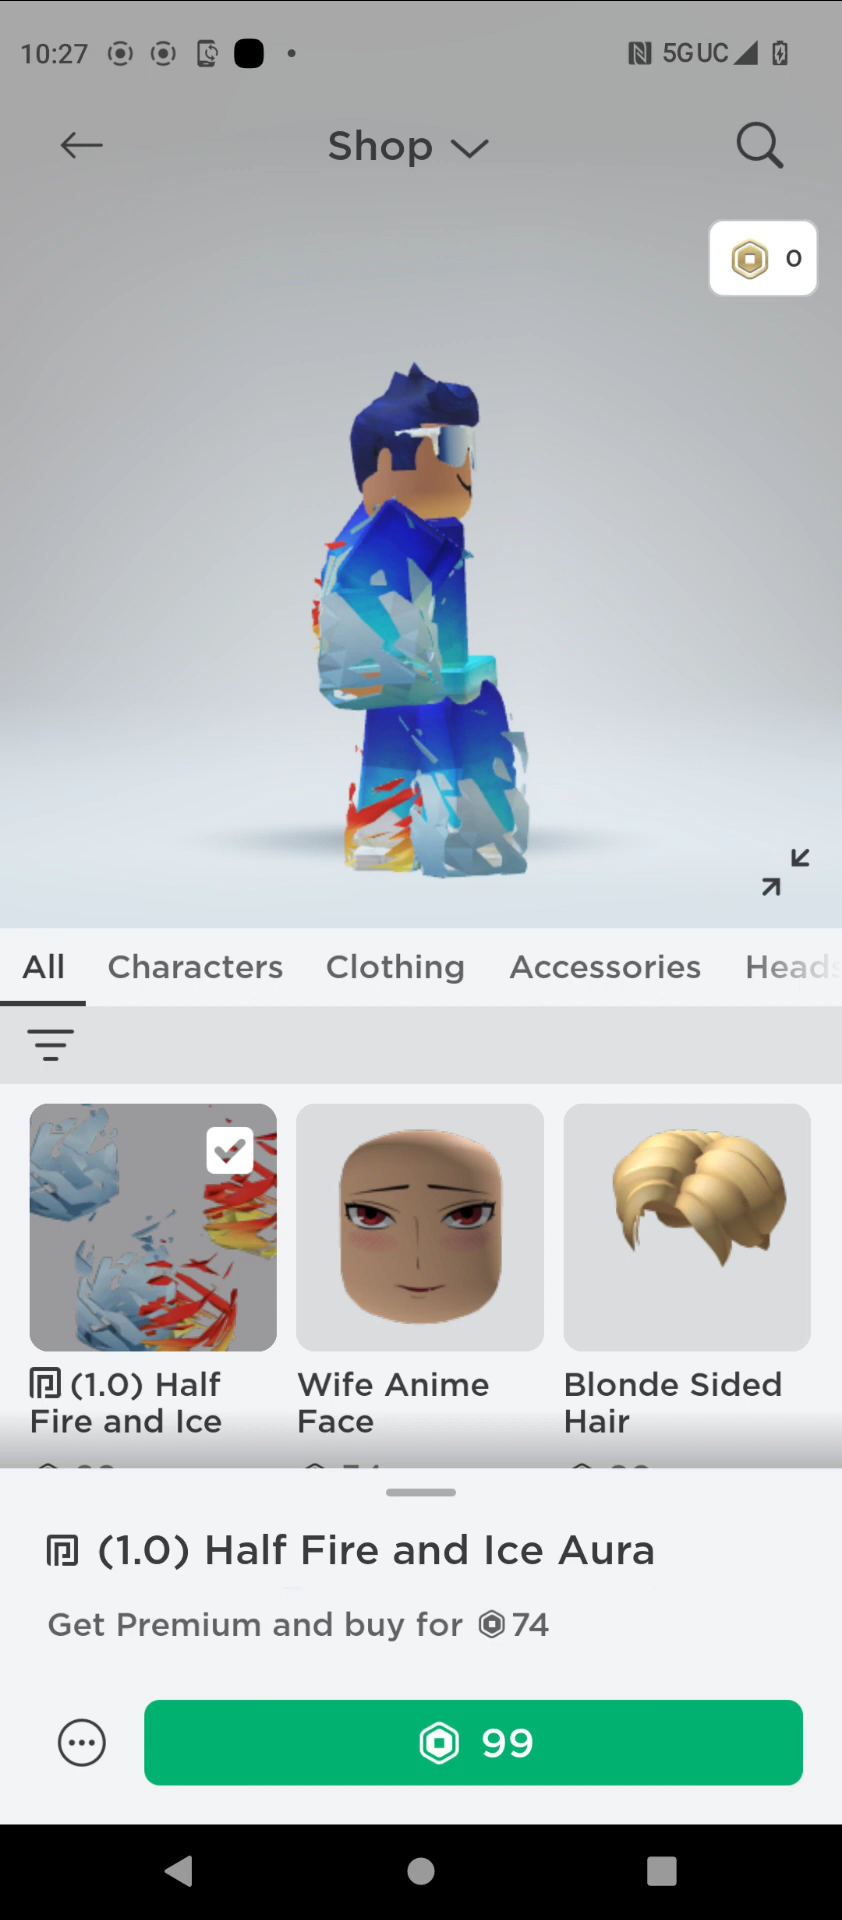 10:27
5G UC
Shop
0
All Characters Clothing Accessories Heads
(1.0) Half
Fire and Ice
Wife Anime
Face
Blonde Sided
Hair
(1.0) Half Fire and Ice Aura
Get Premium and buy for 74
99